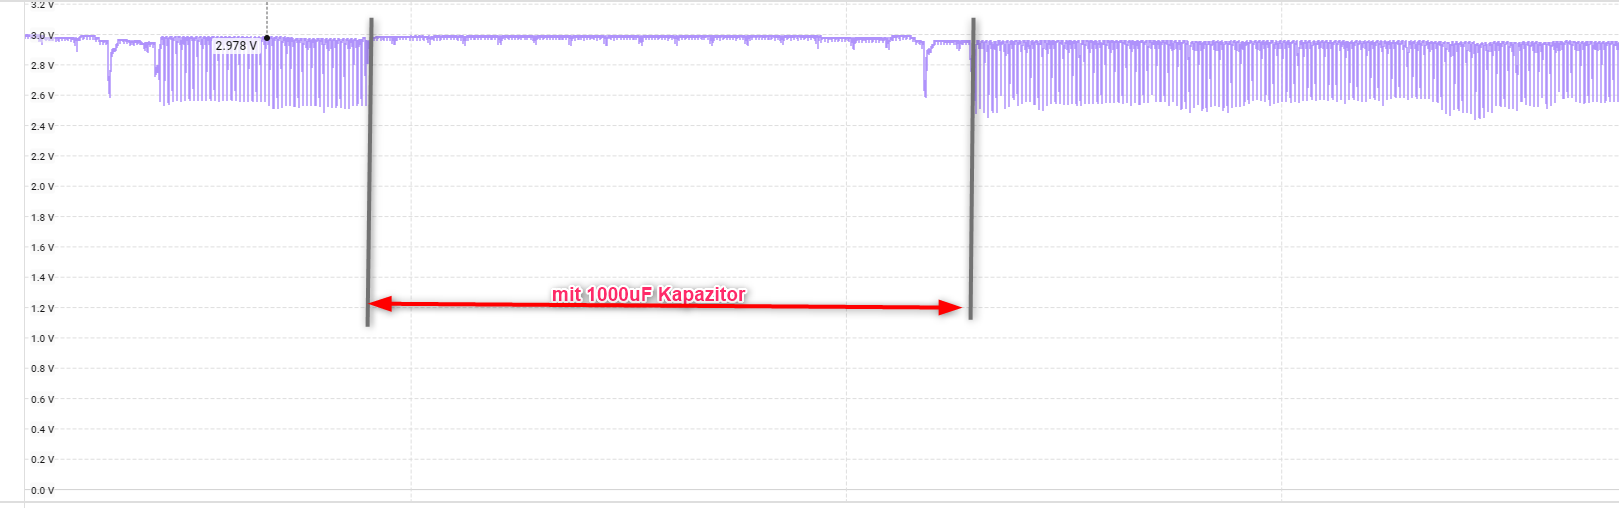 3.2 V
3.0 V
2.978 V
2.8 V
2.6 V
2.4 V
2.2 V
2.0 V
1.8 V
1.6 V
1.4 V
mit 1000uF Kapazitor
1.2 V
1.0 V
0.8 V
0.6 V
0.4 V
0.2 V
0.0 V